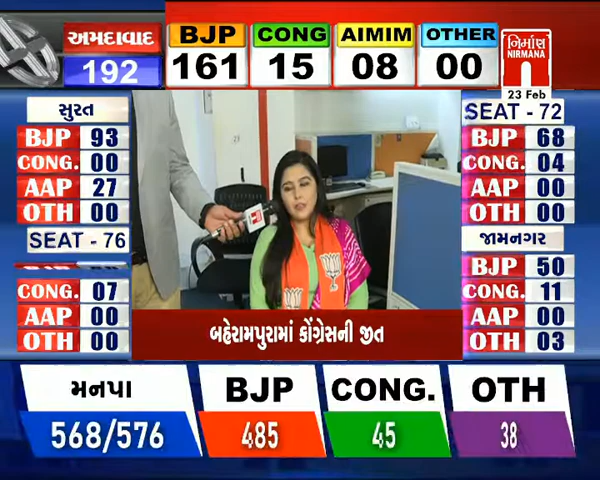 અમદાવાદ
192
BJP CONG AIMIM OTHER
161 15 08 00
નિર્માણ
NIRMANA
23 Feb
સુરત
BJP 93
CONG. 00
AAP 27
OTH 00
SEAT - 76
CONG. 07
AAP 00
OTH 00
SEAT - 72
BJP 68
CONG. 04
AAP 00
OTH 00
જામનગર
BJP 50
CONG. 11
AAP 00
OTH 03
બહેરામપુરામાં કોંગ્રેસની જીત
મનપા BJP CONG. OTH
568/576 485 45 38